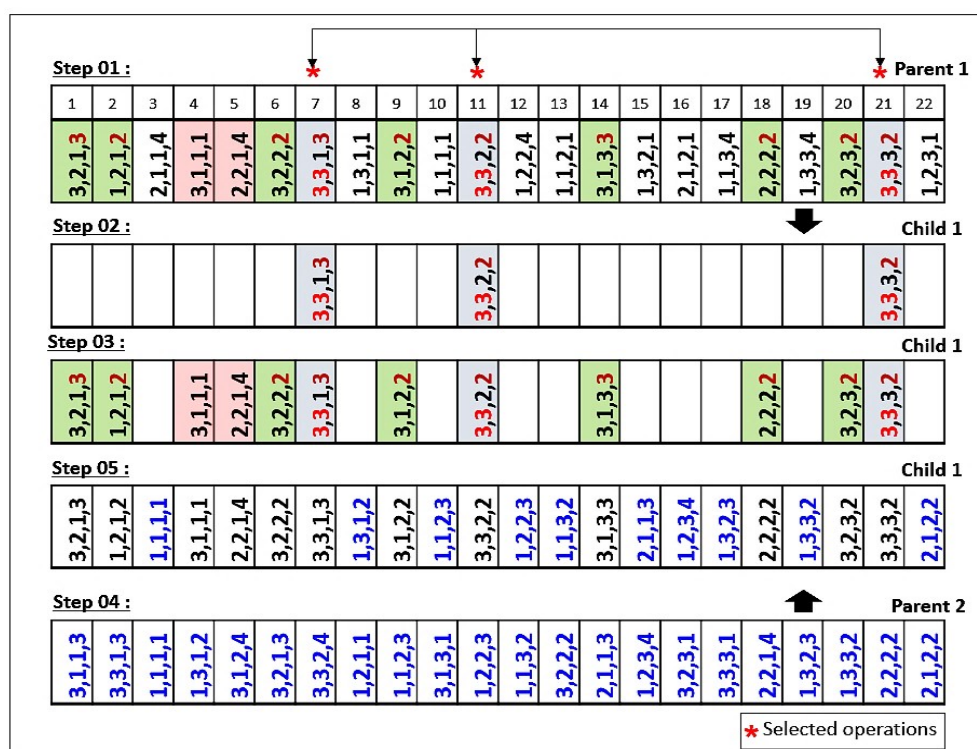 * * *
Step 01 : Parent 1
1 2 3 4 5 6 7 8 9 10 11 12 13 14 15 16 17 18 19 20 21 22
3,2,1,3 1,2,1,2 2,1,1,4 3,1,1,1 2,2,1,4 3,2,2,2 3,3,1,3 1,3,1,1 3,1,2,2 1,1,1,1 3,3,2,2 1,2,2,4 1,1,2,1 3,1,3,3 1,3,2,1 2,1,2,1 1,1,3,4 2,2,2,2 1,3,3,4 3,2,3,2 3,3,3,2 1,2,3,1
Step 02 : Child 1
3,3,1,3 3,3,2,2 3,3,3,2
Step 03 : Child 1
3,2,1,3 1,2,1,2 3,1,1,1 2,2,1,4 3,2,2,2 3,3,1,3 3,1,2,2 3,3,2,2 3,1,3,3 2,2,2,2 3,2,3,2 3,3,3,2
Step 05 : Child 1
3,2,1,3 1,2,1,2 1,1,1,1 3,1,1,1 2,2,1,4 3,2,2,2 3,3,1,3 1,3,1,2 3,1,2,2 1,1,2,3 3,3,2,2 1,2,2,3 1,1,3,2 3,1,3,3 2,1,1,3 1,2,3,4 1,3,2,3 2,2,2,2 1,3,3,2 3,2,3,2 3,3,3,2 2,1,2,2
Step 04 : Parent 2
3,1,1,3 3,3,1,3 1,1,1,1 1,3,1,2 3,1,2,4 3,2,1,3 3,3,2,4 1,2,1,1 1,1,2,3 3,1,3,1 1,2,2,3 1,1,3,2 3,2,2,2 2,1,1,3 1,2,3,4 3,2,3,1 3,3,3,1 2,2,1,4 1,3,2,3 1,3,3,2 2,2,2,2 2,1,2,2
* Selected operations